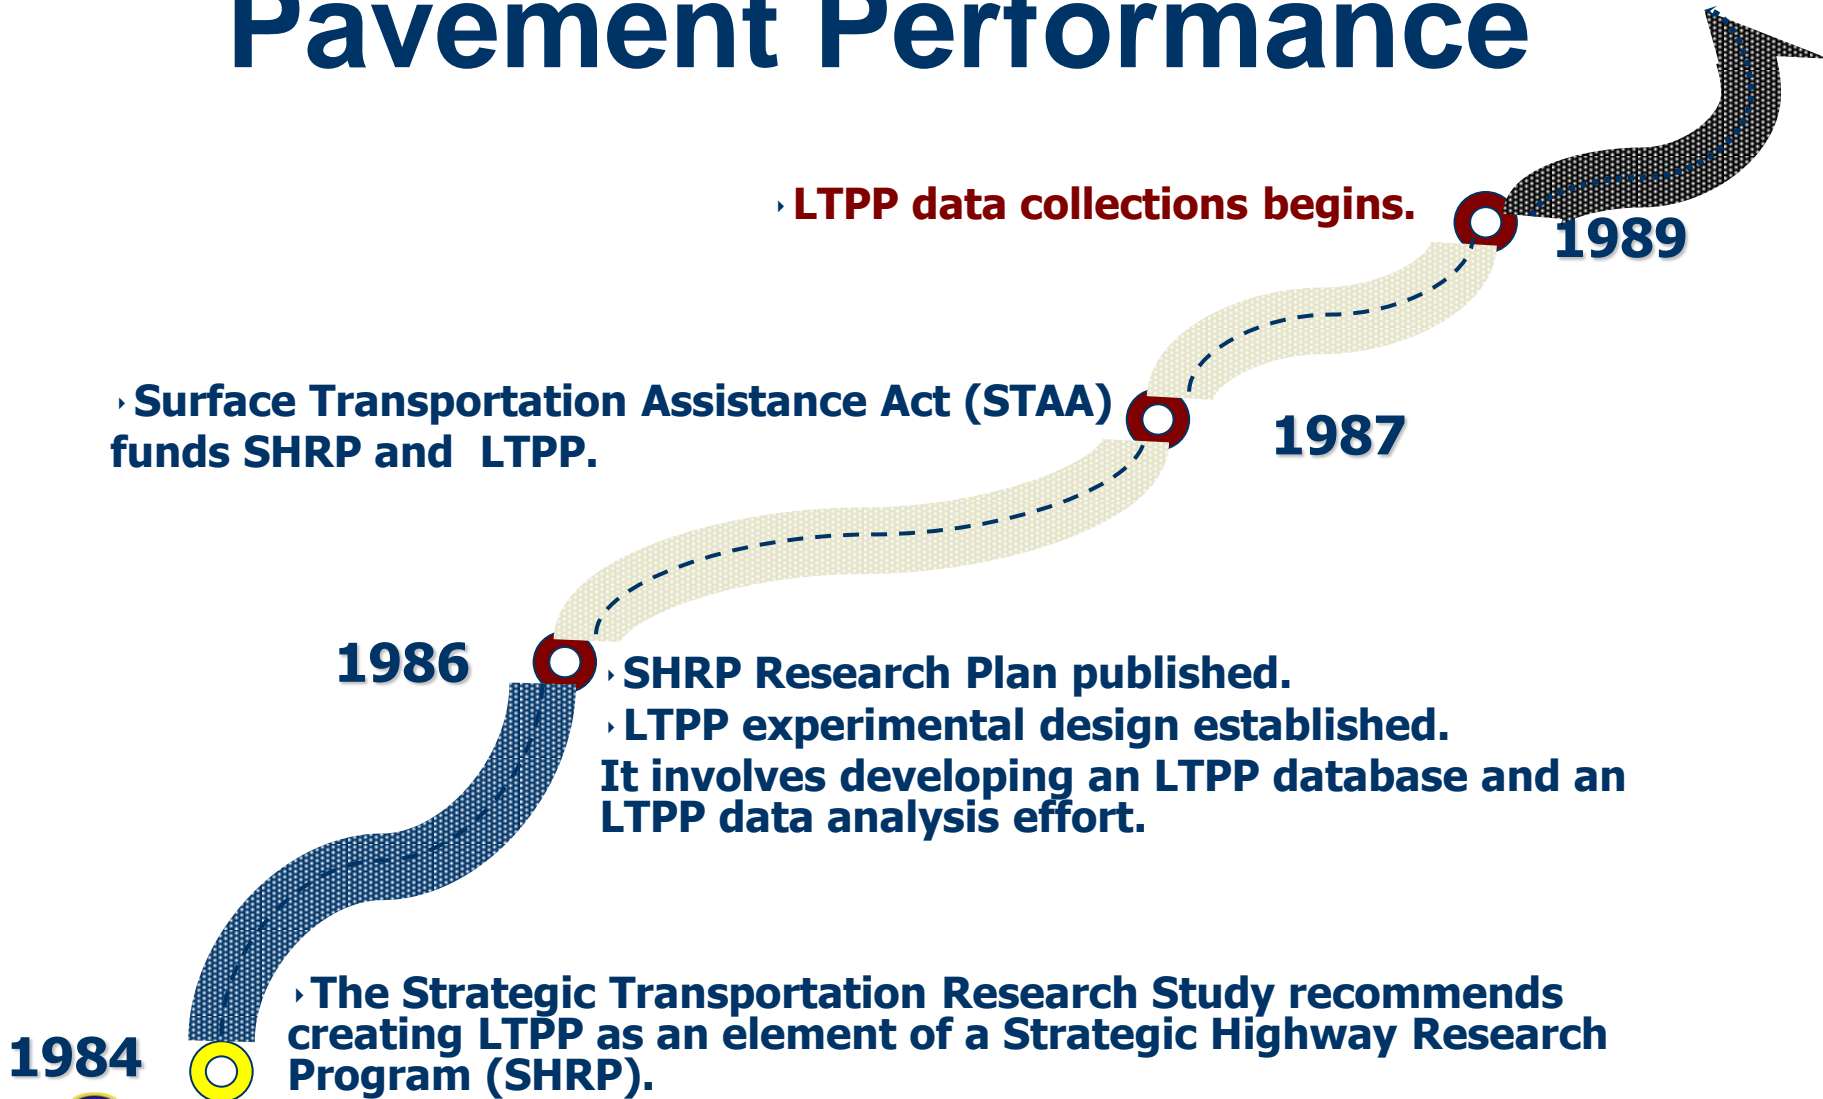 Pavement Performance
‣LTPP data collections begins.
1989
‣Surface Transportation Assistance Act (STAA)
funds SHRP and  LTPP.
1987
1986
‣SHRP Research Plan published.
‣LTPP experimental design established.
It involves developing an LTPP database and an
LTPP data analysis effort.
‣The Strategic Transportation Research Study recommends
creating LTPP as an element of a Strategic Highway Research
Program (SHRP).
1984